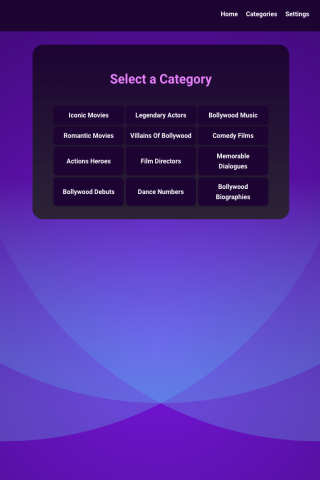 Home Categories Settings
Select a Category
Iconic Movies Legendary Actors Bollywood Music
Romantic Movies Villains Of Bollywood Comedy Films
Actions Heroes Film Directors Memorable
Dialogues
Bollywood Debuts Dance Numbers Bollywood
Biographies